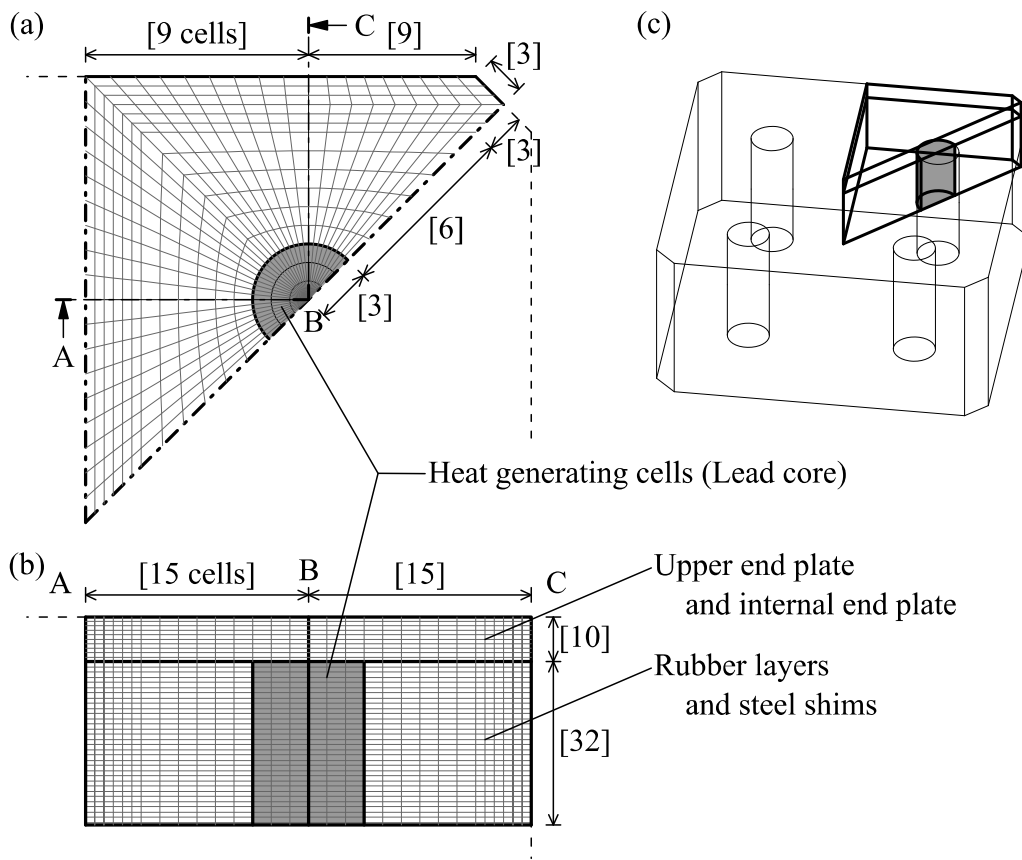 (a)
[9 cells]
C
[9]
[3]
[3]
[6]
[3]
B
A
(c)
Heat generating cells (Lead core)
(b)
A
[15 cells]
B
[15]
C
Upper end plate
and internal end plate
[10]
Rubber layers
and steel shims
[32]